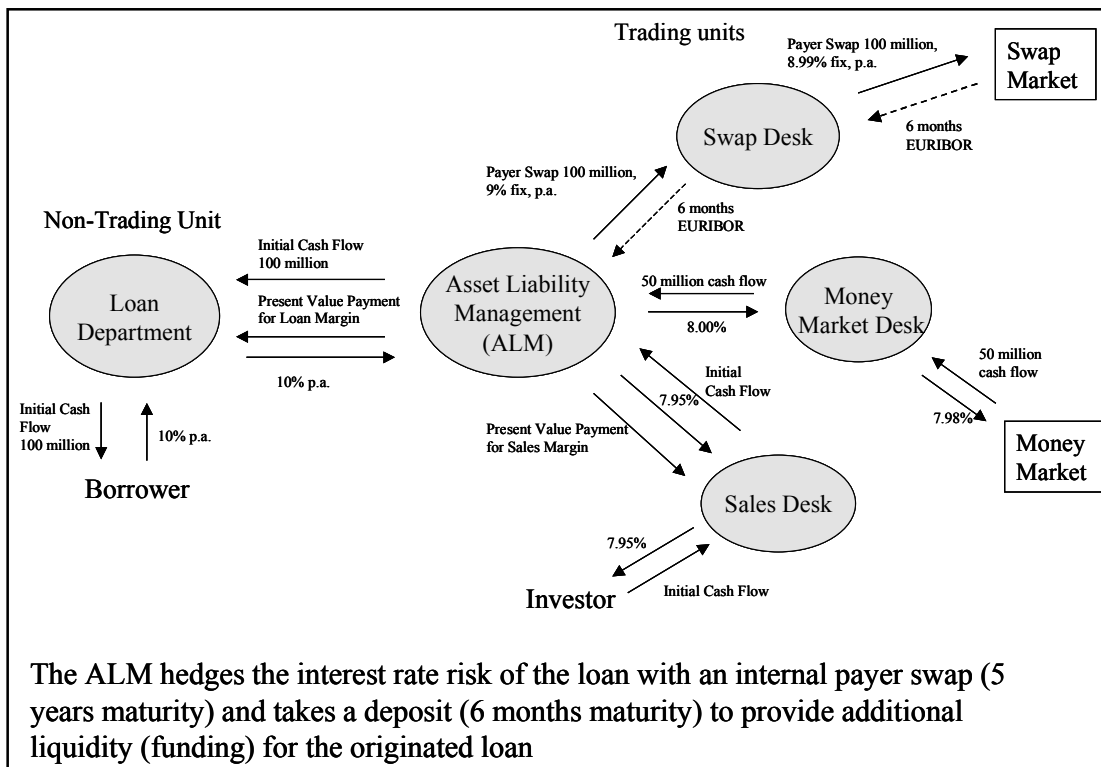 Trading units
Payer Swap 100 million,
8.99% fix, p.a.
Swap
Market
6 months
EURIBOR
Swap Desk
Payer Swap 100 million,
9% fix, p.a.
6 months
EURIBOR
Non-Trading Unit
Initial Cash Flow
100 million
Loan
Department
Present Value Payment
for Loan Margin
10% p.a.
Asset Liability
Management
(ALM)
50 million cash flow
8.00%
Money
Market Desk
50 million
cash flow
7.98%
Money
Market
Initial Cash
Flow
100 million
10% p.a.
Borrower
Initial
Cash Flow
7.95%
Present Value Payment
for Sales Margin
Sales Desk
7.95%
Initial Cash Flow
Investor
The ALM hedges the interest rate risk of the loan with an internal payer swap (5
years maturity) and takes a deposit (6 months maturity) to provide additional
liquidity (funding) for the originated loan